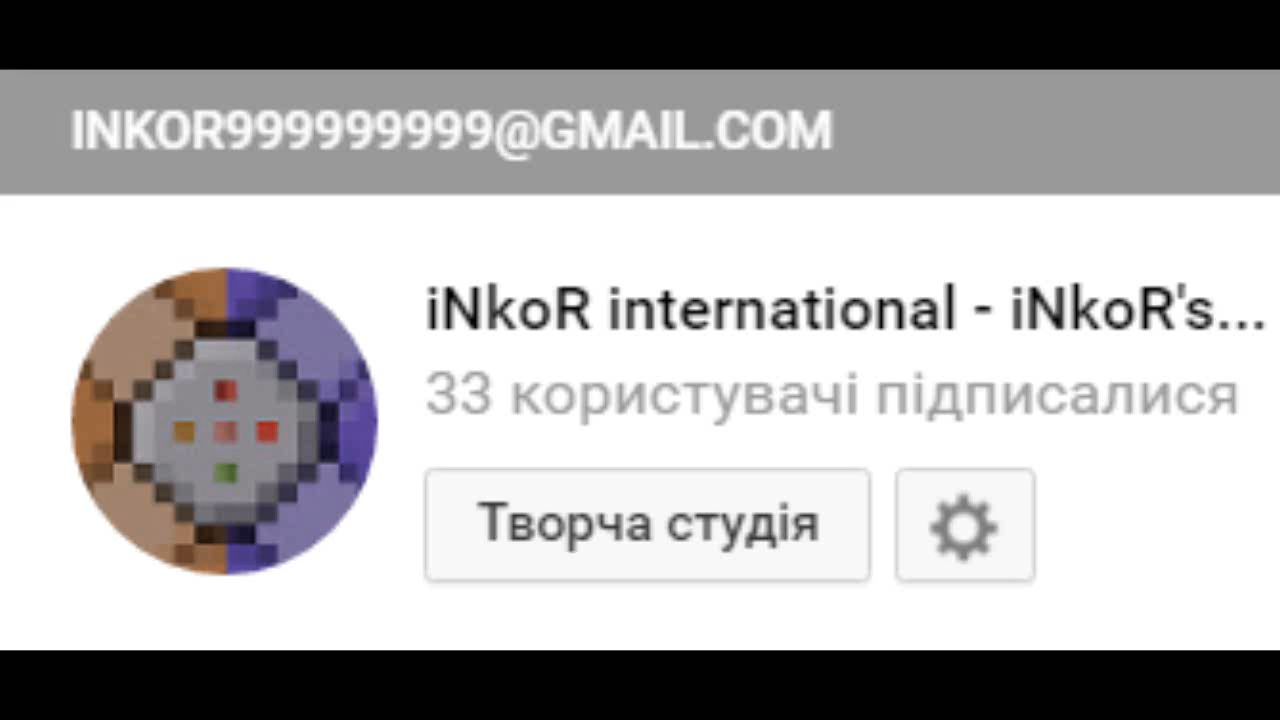 INKOR999999999@GMAIL.COM
iNkoR international - iNkoR's...
33 користувачі підписалися
Творча студія